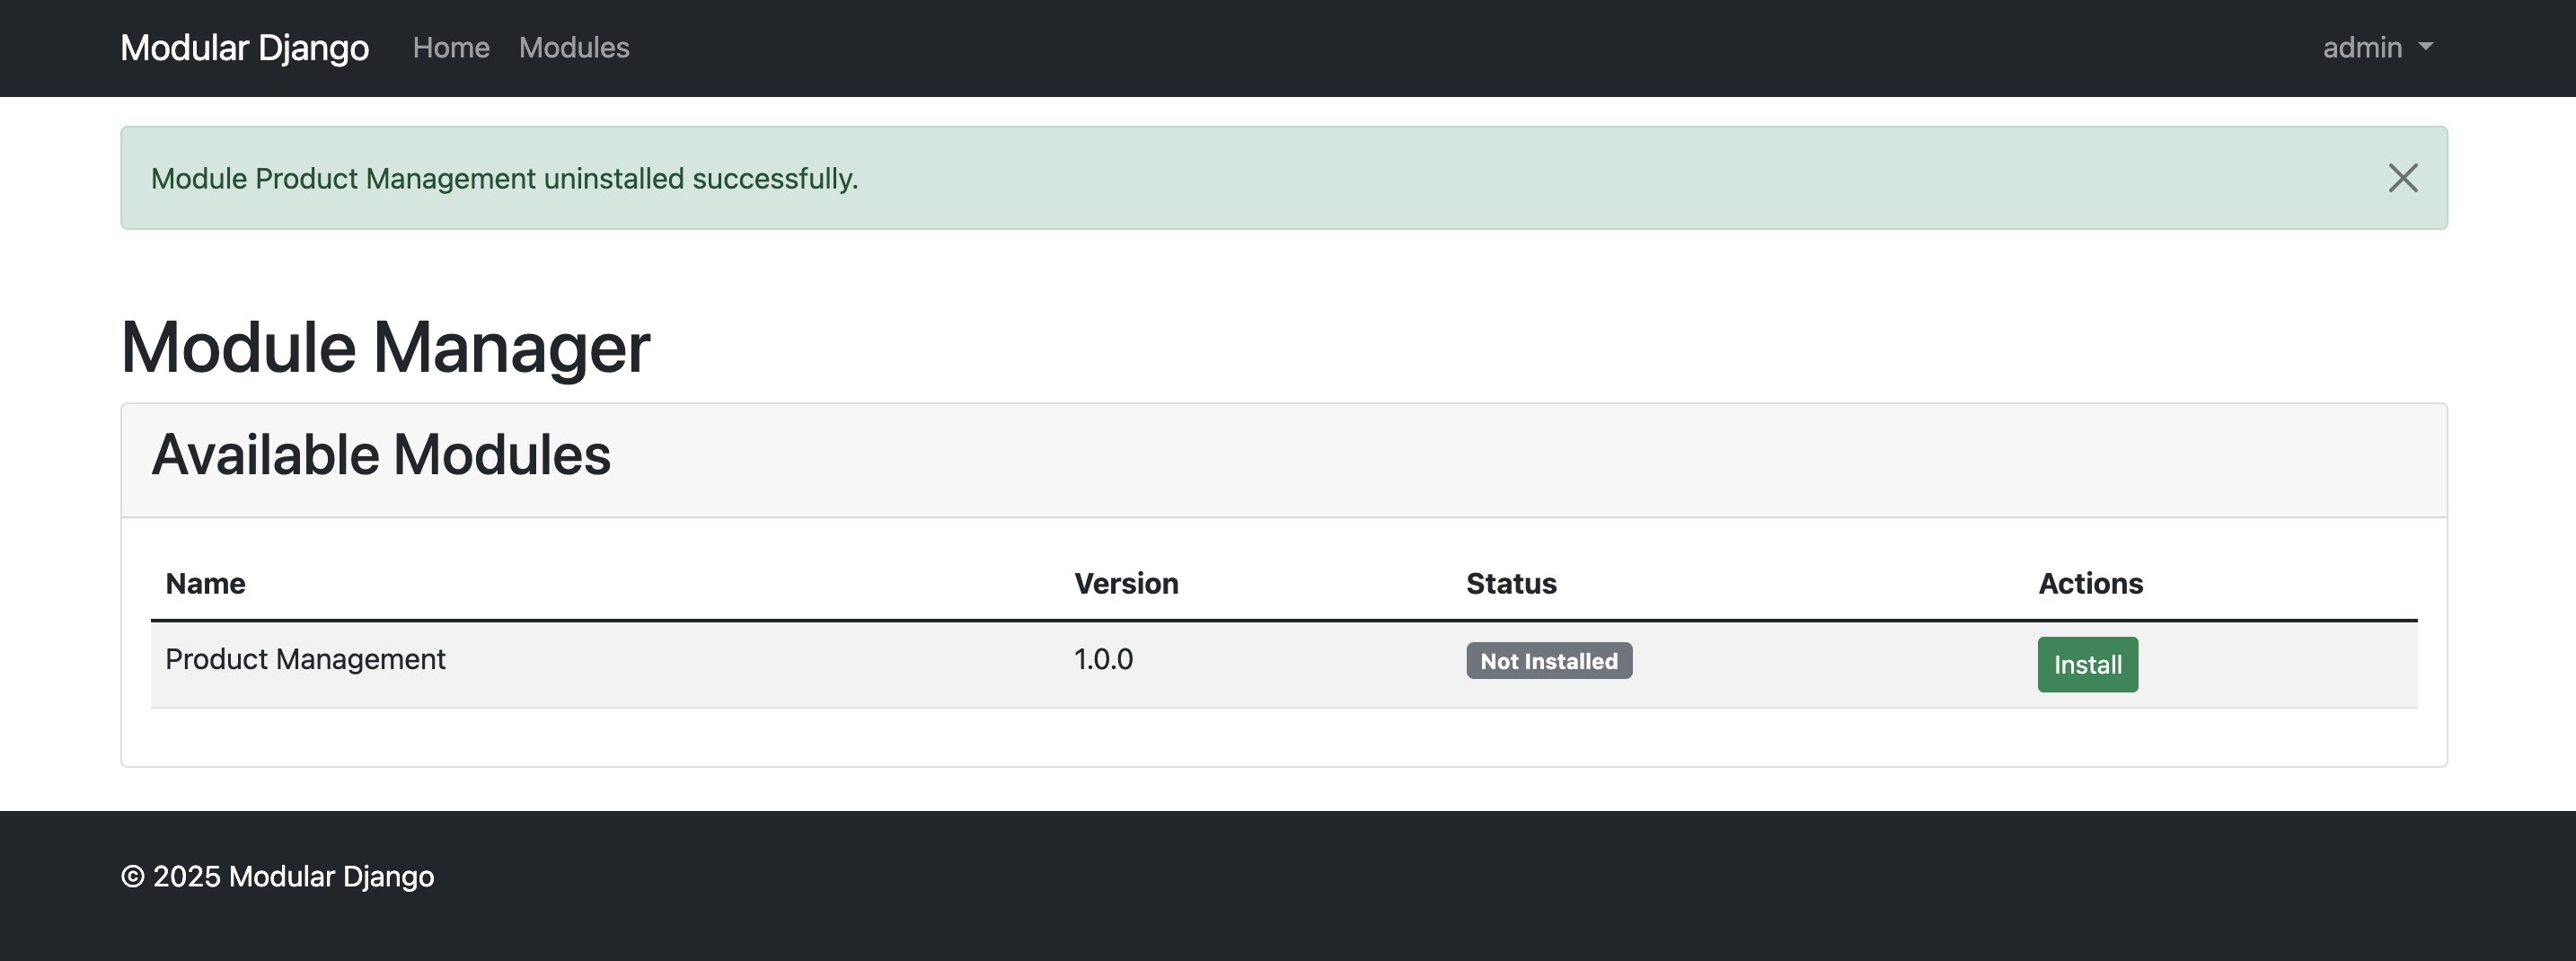 Modular Django Home Modules admin
Module Product Management uninstalled successfully.
Module Manager
Available Modules
Name Version Status Actions
Product Management 1.0.0 Not Installed Install
© 2025 Modular Django